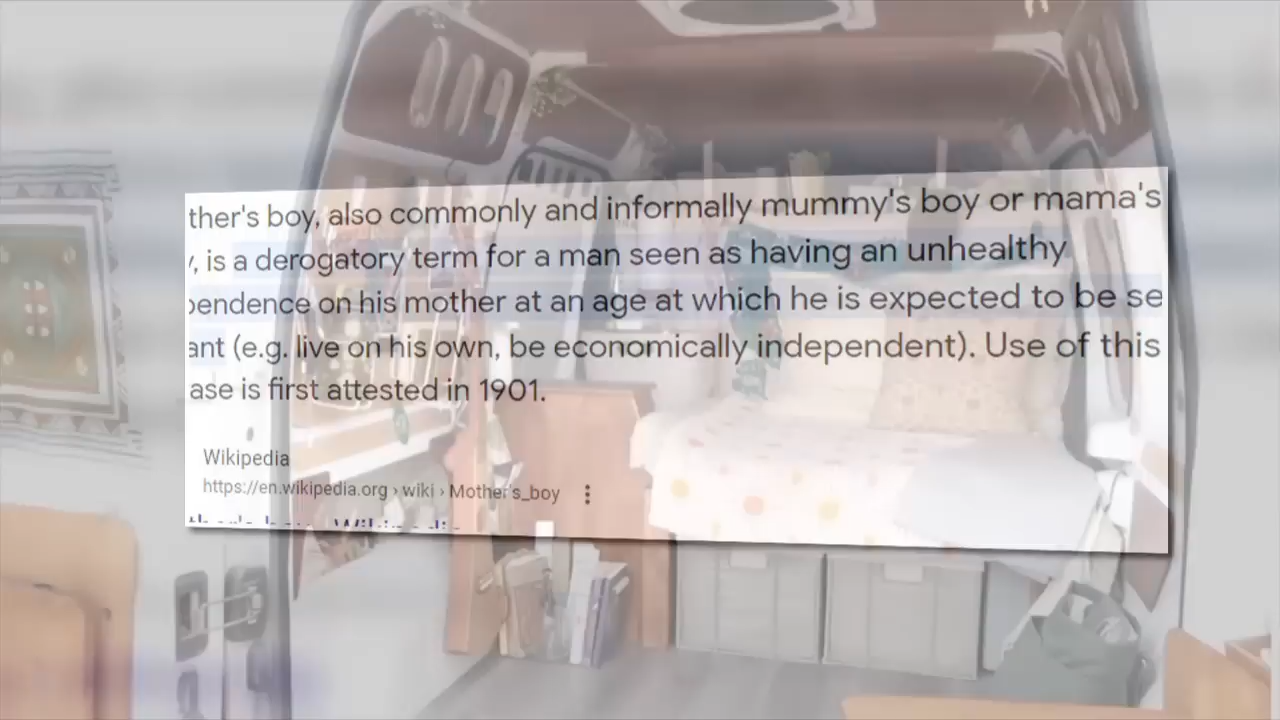 ther's boy, also commonly and informally mummy's boy or mama's
, is a derogatory term for a man seen as having an unhealthy
pendence on his mother at an age at which he is expected to be se
ant (e.g. live on his own, be economically independent). Use of this
ase is first attested in 1901.
Wikipedia
https://en.wikipedia.org › wiki › Mother's_boy